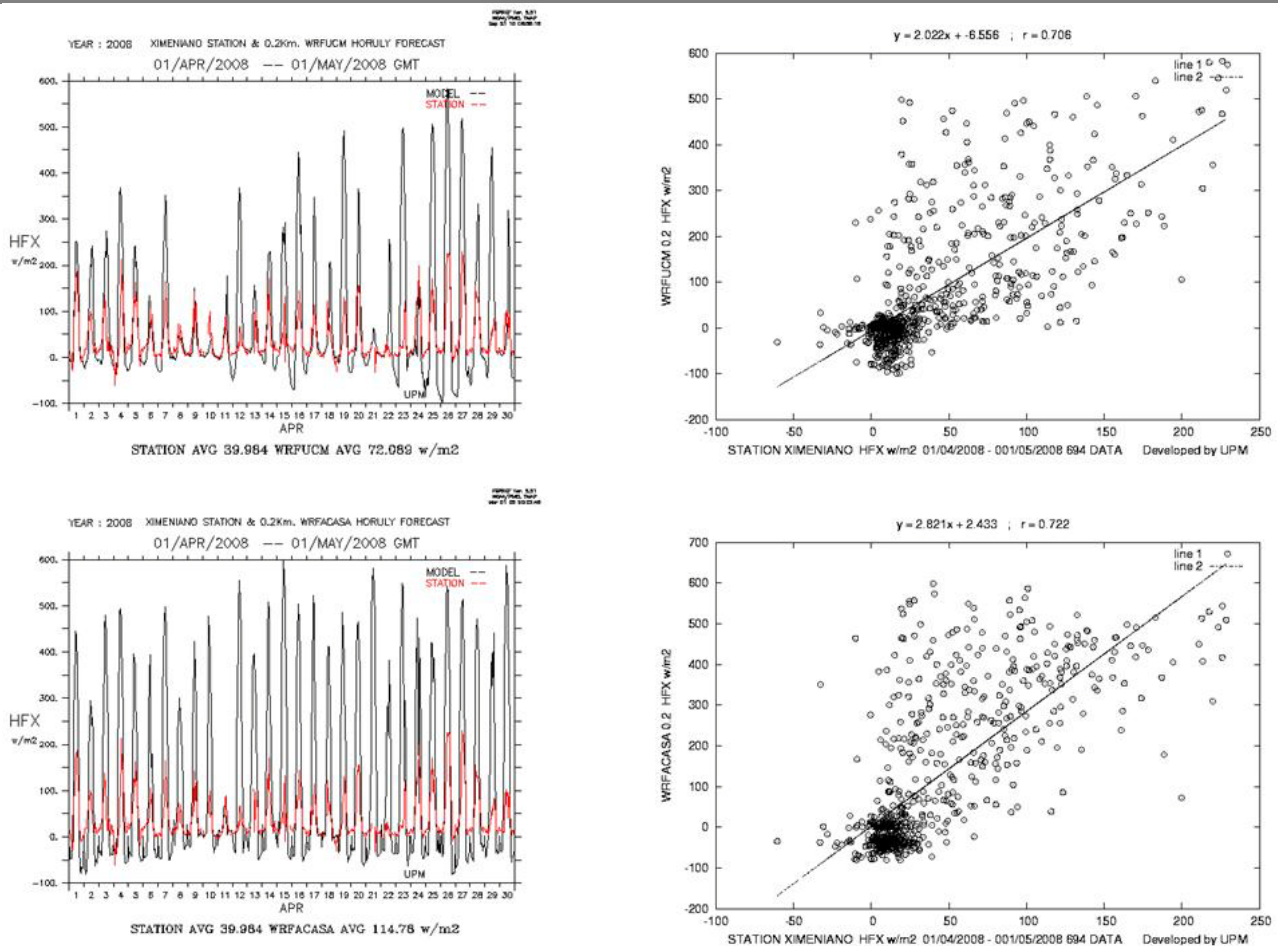 YEAR : 2008 XIMENIANO STATION & 0.2Km. WRFUCM HORULY FORECAST
01/APR/2008 –– 01/MAY/2008 GMT
MODEL ––
STATION ––
600.
500.
400.
300.
200.
100.
0.
-100.
HFX
w/m2
UPM
1 2 3 4 5 6 7 8 9 10 11 12 13 14 15 16 17 18 19 20 21 22 23 24 25 26 27 28 29 30
APR
STATION AVG 39.984 WRFUCM AVG 72.089 w/m2
y = 2.022x + -6.556 ; r = 0.706
line 1
line 2
600
500
400
300
200
100
0
-100
-200
WRFUCM 0.2 HFX w/m2
-100 -50 0 50 100 150 200 250
STATION XIMENIANO HFX w/m2 01/04/2008 - 001/05/2008 694 DATA Developed by UPM
YEAR : 2008 XIMENIANO STATION & 0.2Km. WRFACASA HORULY FORECAST
01/APR/2008 –– 01/MAY/2008 GMT
MODEL ––
STATION ––
600.
500.
400.
300.
200.
100.
0.
-100.
HFX
w/m2
UPM
1 2 3 4 5 6 7 8 9 10 11 12 13 14 15 16 17 18 19 20 21 22 23 24 25 26 27 28 29 30
APR
STATION AVG 39.984 WRFACASA AVG 114.78 w/m2
y = 2.821x + 2.433 ; r = 0.722
line 1
line 2
700
600
500
400
300
200
100
0
-100
-200
WRFACASA 0.2 HFX w/m2
-100 -50 0 50 100 150 200 250
STATION XIMENIANO HFX w/m2 01/04/2008 - 001/05/2008 694 DATA Developed by UPM